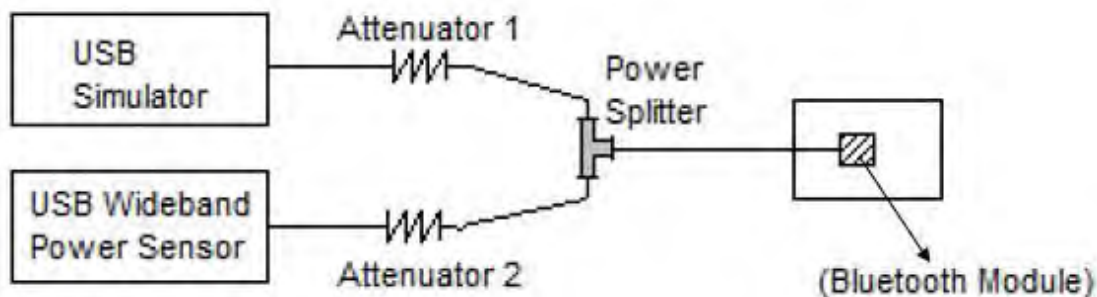 USB
Simulator
Attenuator 1
Power
Splitter
USB Wideband
Power Sensor
Attenuator 2
(Bluetooth Module)